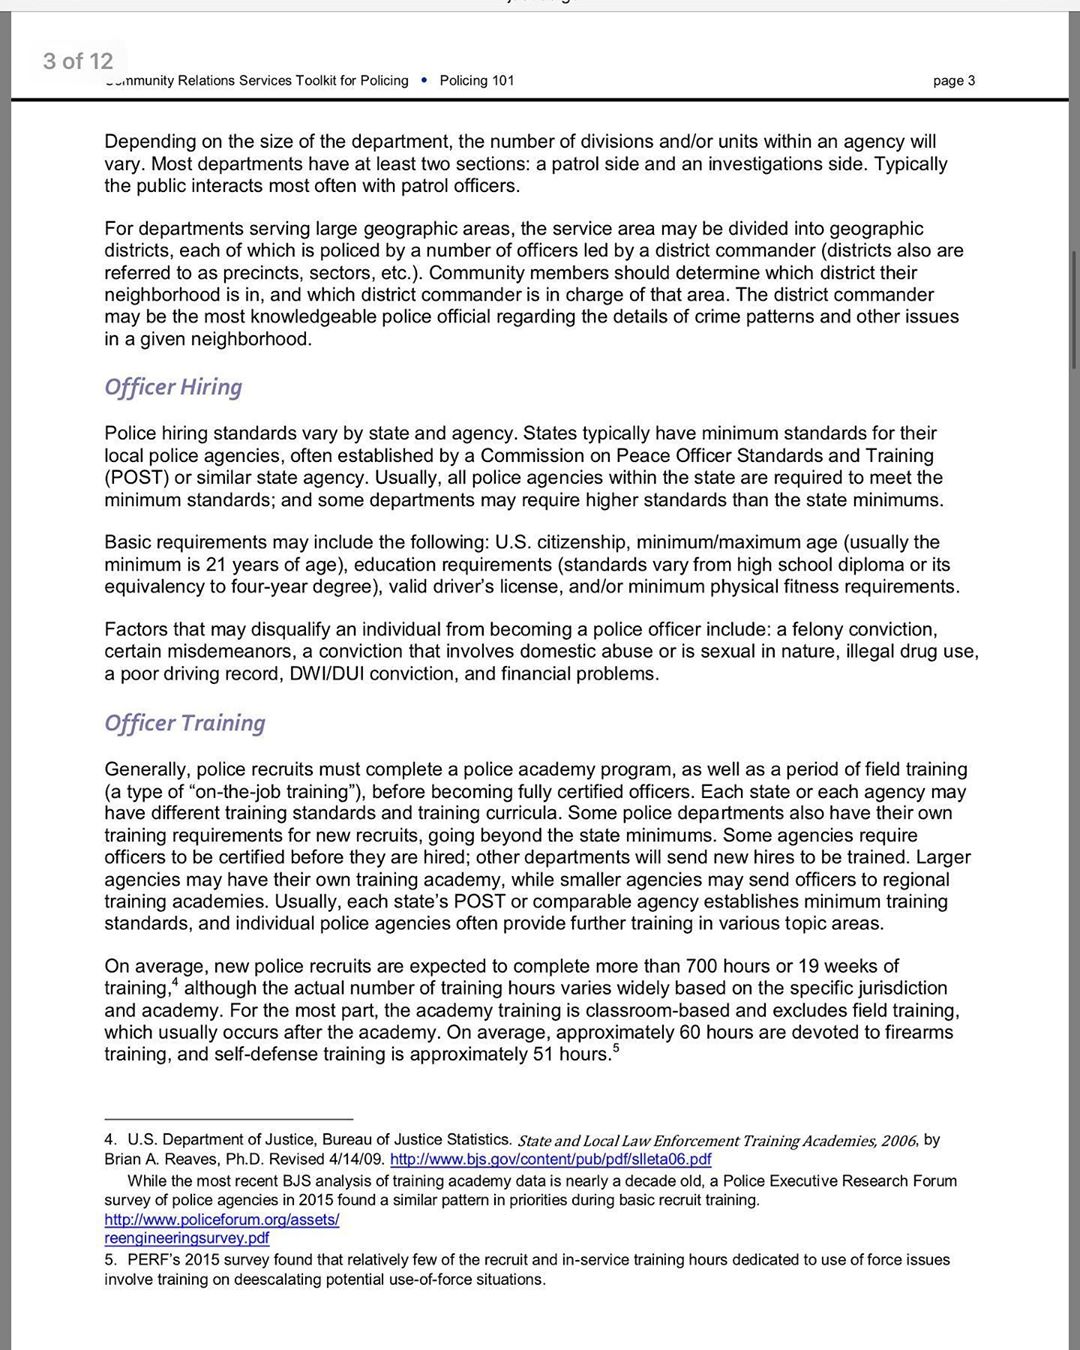 3 of 12
Community Relations Services Toolkit for Policing • Policing 101 page 3
Depending on the size of the department, the number of divisions and/or units within an agency will
vary. Most departments have at least two sections: a patrol side and an investigations side. Typically
the public interacts most often with patrol officers.
For departments serving large geographic areas, the service area may be divided into geographic
districts, each of which is policed by a number of officers led by a district commander (districts also are
referred to as precincts, sectors, etc.). Community members should determine which district their
neighborhood is in, and which district commander is in charge of that area. The district commander
may be the most knowledgeable police official regarding the details of crime patterns and other issues
in a given neighborhood.
Officer Hiring
Police hiring standards vary by state and agency. States typically have minimum standards for their
local police agencies, often established by a Commission on Peace Officer Standards and Training
(POST) or similar state agency. Usually, all police agencies within the state are required to meet the
minimum standards; and some departments may require higher standards than the state minimums.
Basic requirements may include the following: U.S. citizenship, minimum/maximum age (usually the
minimum is 21 years of age), education requirements (standards vary from high school diploma or its
equivalency to four-year degree), valid driver's license, and/or minimum physical fitness requirements.
Factors that may disqualify an individual from becoming a police officer include: a felony conviction,
certain misdemeanors, a conviction that involves domestic abuse or is sexual in nature, illegal drug use,
a poor driving record, DWI/DUI conviction, and financial problems.
Officer Training
Generally, police recruits must complete a police academy program, as well as a period of field training
(a type of “on-the-job training”), before becoming fully certified officers. Each state or each agency may
have different training standards and training curricula. Some police departments also have their own
training requirements for new recruits, going beyond the state minimums. Some agencies require
officers to be certified before they are hired; other departments will send new hires to be trained. Larger
agencies may have their own training academy, while smaller agencies may send officers to regional
training academies. Usually, each state's POST or comparable agency establishes minimum training
standards, and individual police agencies often provide further training in various topic areas.
On average, new police recruits are expected to complete more than 700 hours or 19 weeks of
training,4 although the actual number of training hours varies widely based on the specific jurisdiction
and academy. For the most part, the academy training is classroom-based and excludes field training,
which usually occurs after the academy. On average, approximately 60 hours are devoted to firearms
training, and self-defense training is approximately 51 hours.5
4. U.S. Department of Justice, Bureau of Justice Statistics. State and Local Law Enforcement Training Academies, 2006, by
Brian A. Reaves, Ph.D. Revised 4/14/09. http://www.bjs.gov/content/pub/pdf/slleta06.pdf
While the most recent BJS analysis of training academy data is nearly a decade old, a Police Executive Research Forum
survey of police agencies in 2015 found a similar pattern in priorities during basic recruit training.
http://www.policeforum.org/assets/
reengineeringsurvey.pdf
5. PERF's 2015 survey found that relatively few of the recruit and in-service training hours dedicated to use of force issues
involve training on deescalating potential use-of-force situations.